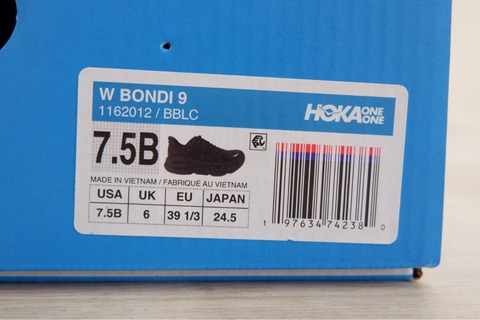 W BONDI 9
1162012 / BBLC
HOKA ONE ONE
7.5B
MADE IN VIETNAM / FABRIQUÉ AU VIETNAM
USA UK EU JAPAN
7.5B 6 39 1/3 24.5
1 97634 74238 0